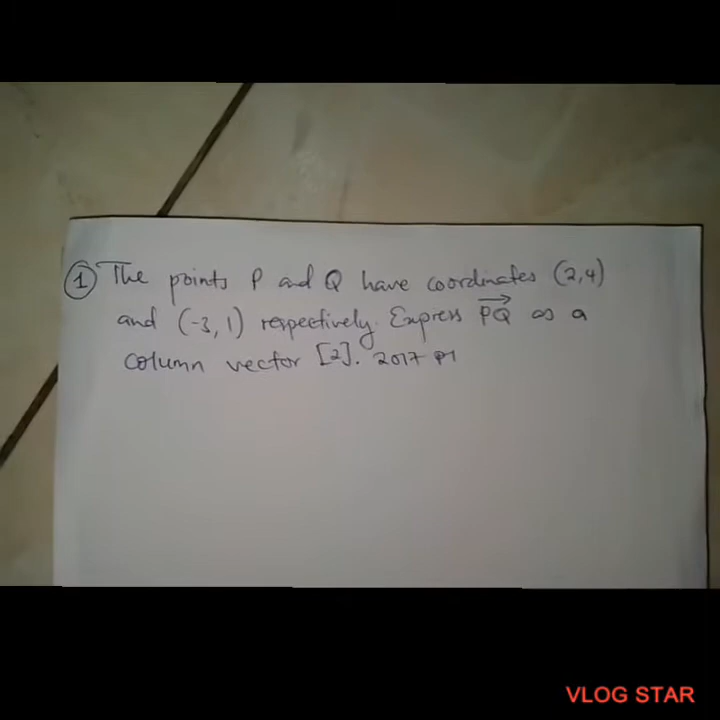 ① The points P and Q have coordinates (2,4)
and (-3,1) respectively. Express PQ as a
column vector [2]. 2017 P1
VLOG STAR